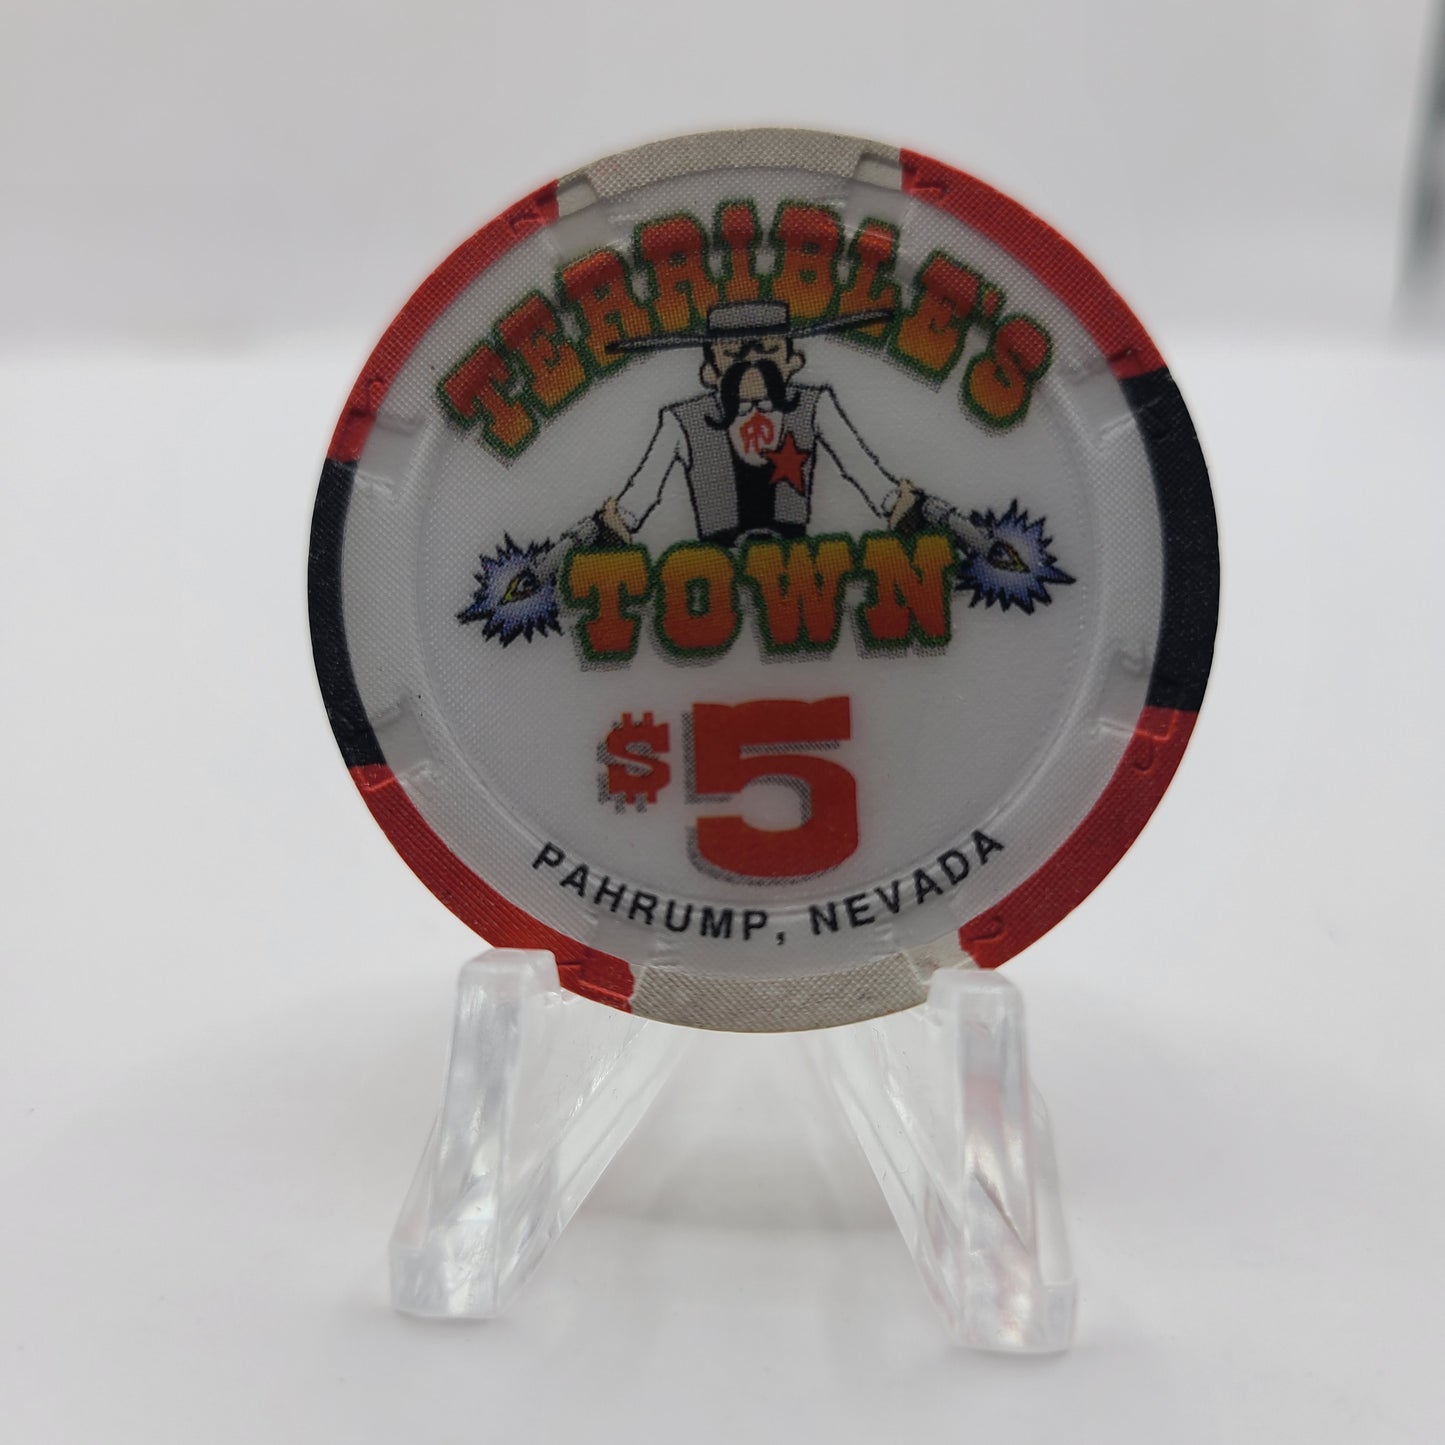 TERRIBLE'S
TOWN
$5
PAHRUMP, NEVADA